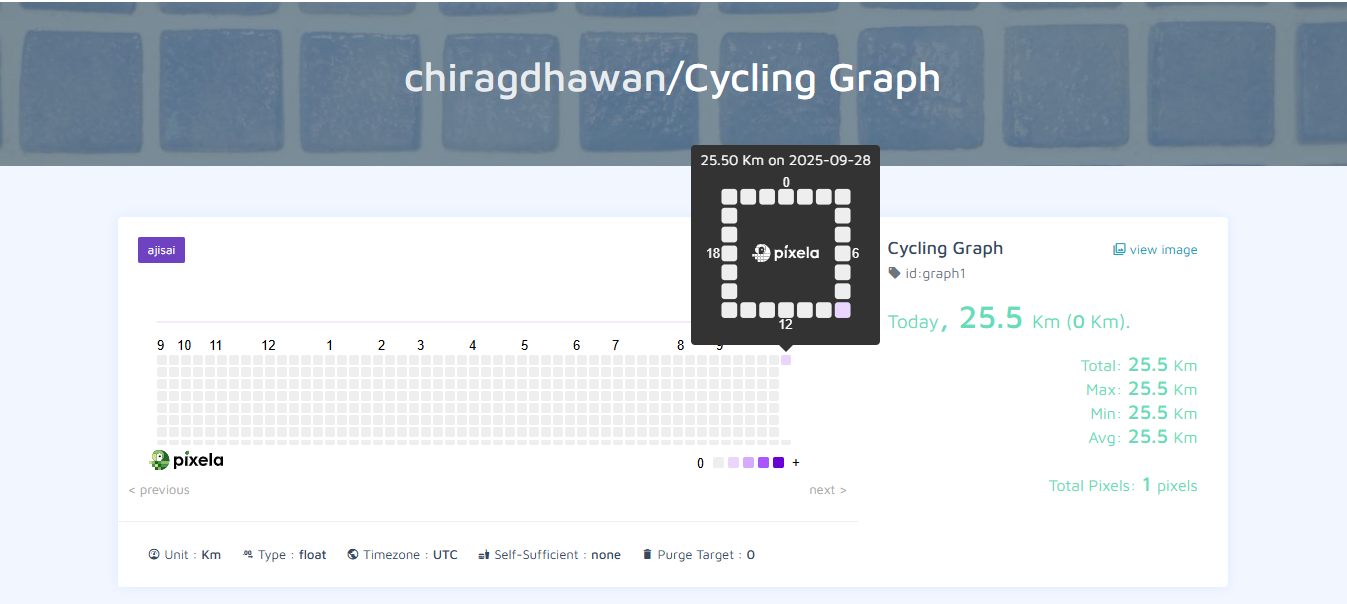 chiragdhawan/Cycling Graph
25.50 Km on 2025-09-28
0
18 pixela 6
12
ajisai
9 10 11 12 1 2 3 4 5 6 7 8 9
pixela
0 +
< previous next >
Unit : Km Type : float Timezone : UTC Self-Sufficient : none Purge Target : 0
Cycling Graph view image
id:graph1
Today, 25.5 Km (0 Km).
Total: 25.5 Km
Max: 25.5 Km
Min: 25.5 Km
Avg: 25.5 Km
Total Pixels: 1 pixels